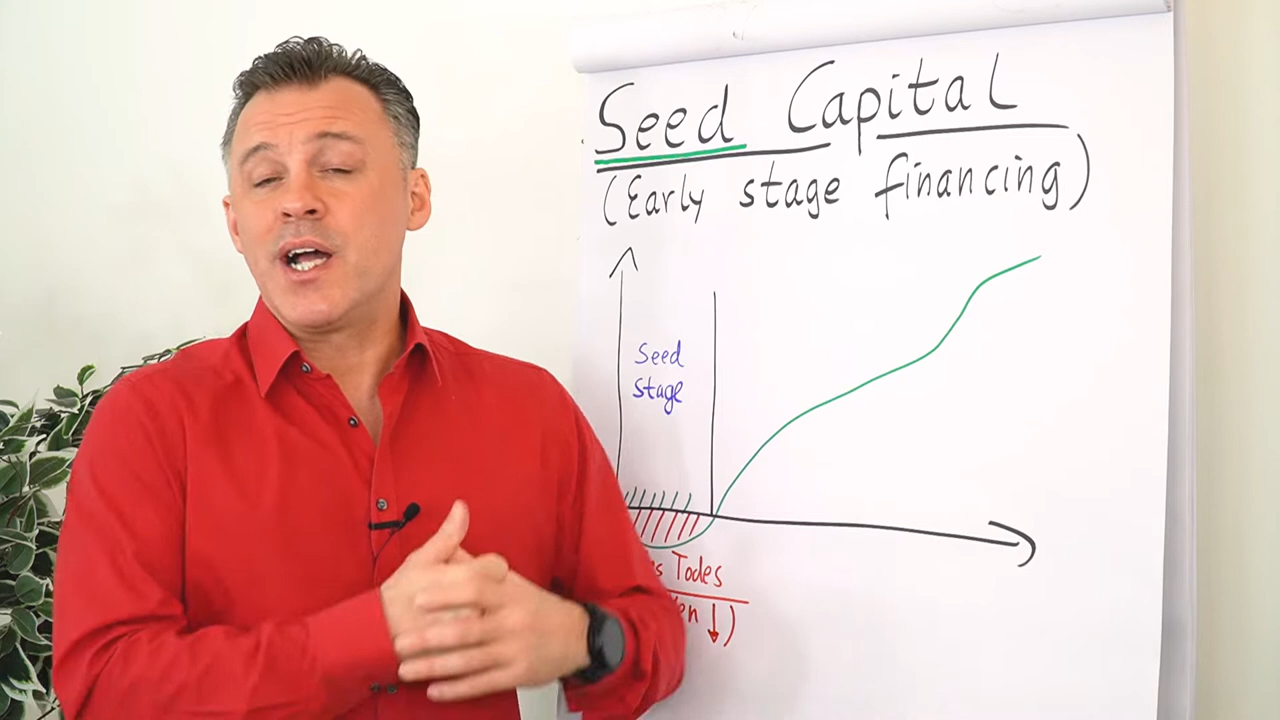 Seed Capital
(Early stage financing)
Seed
stage
Todes